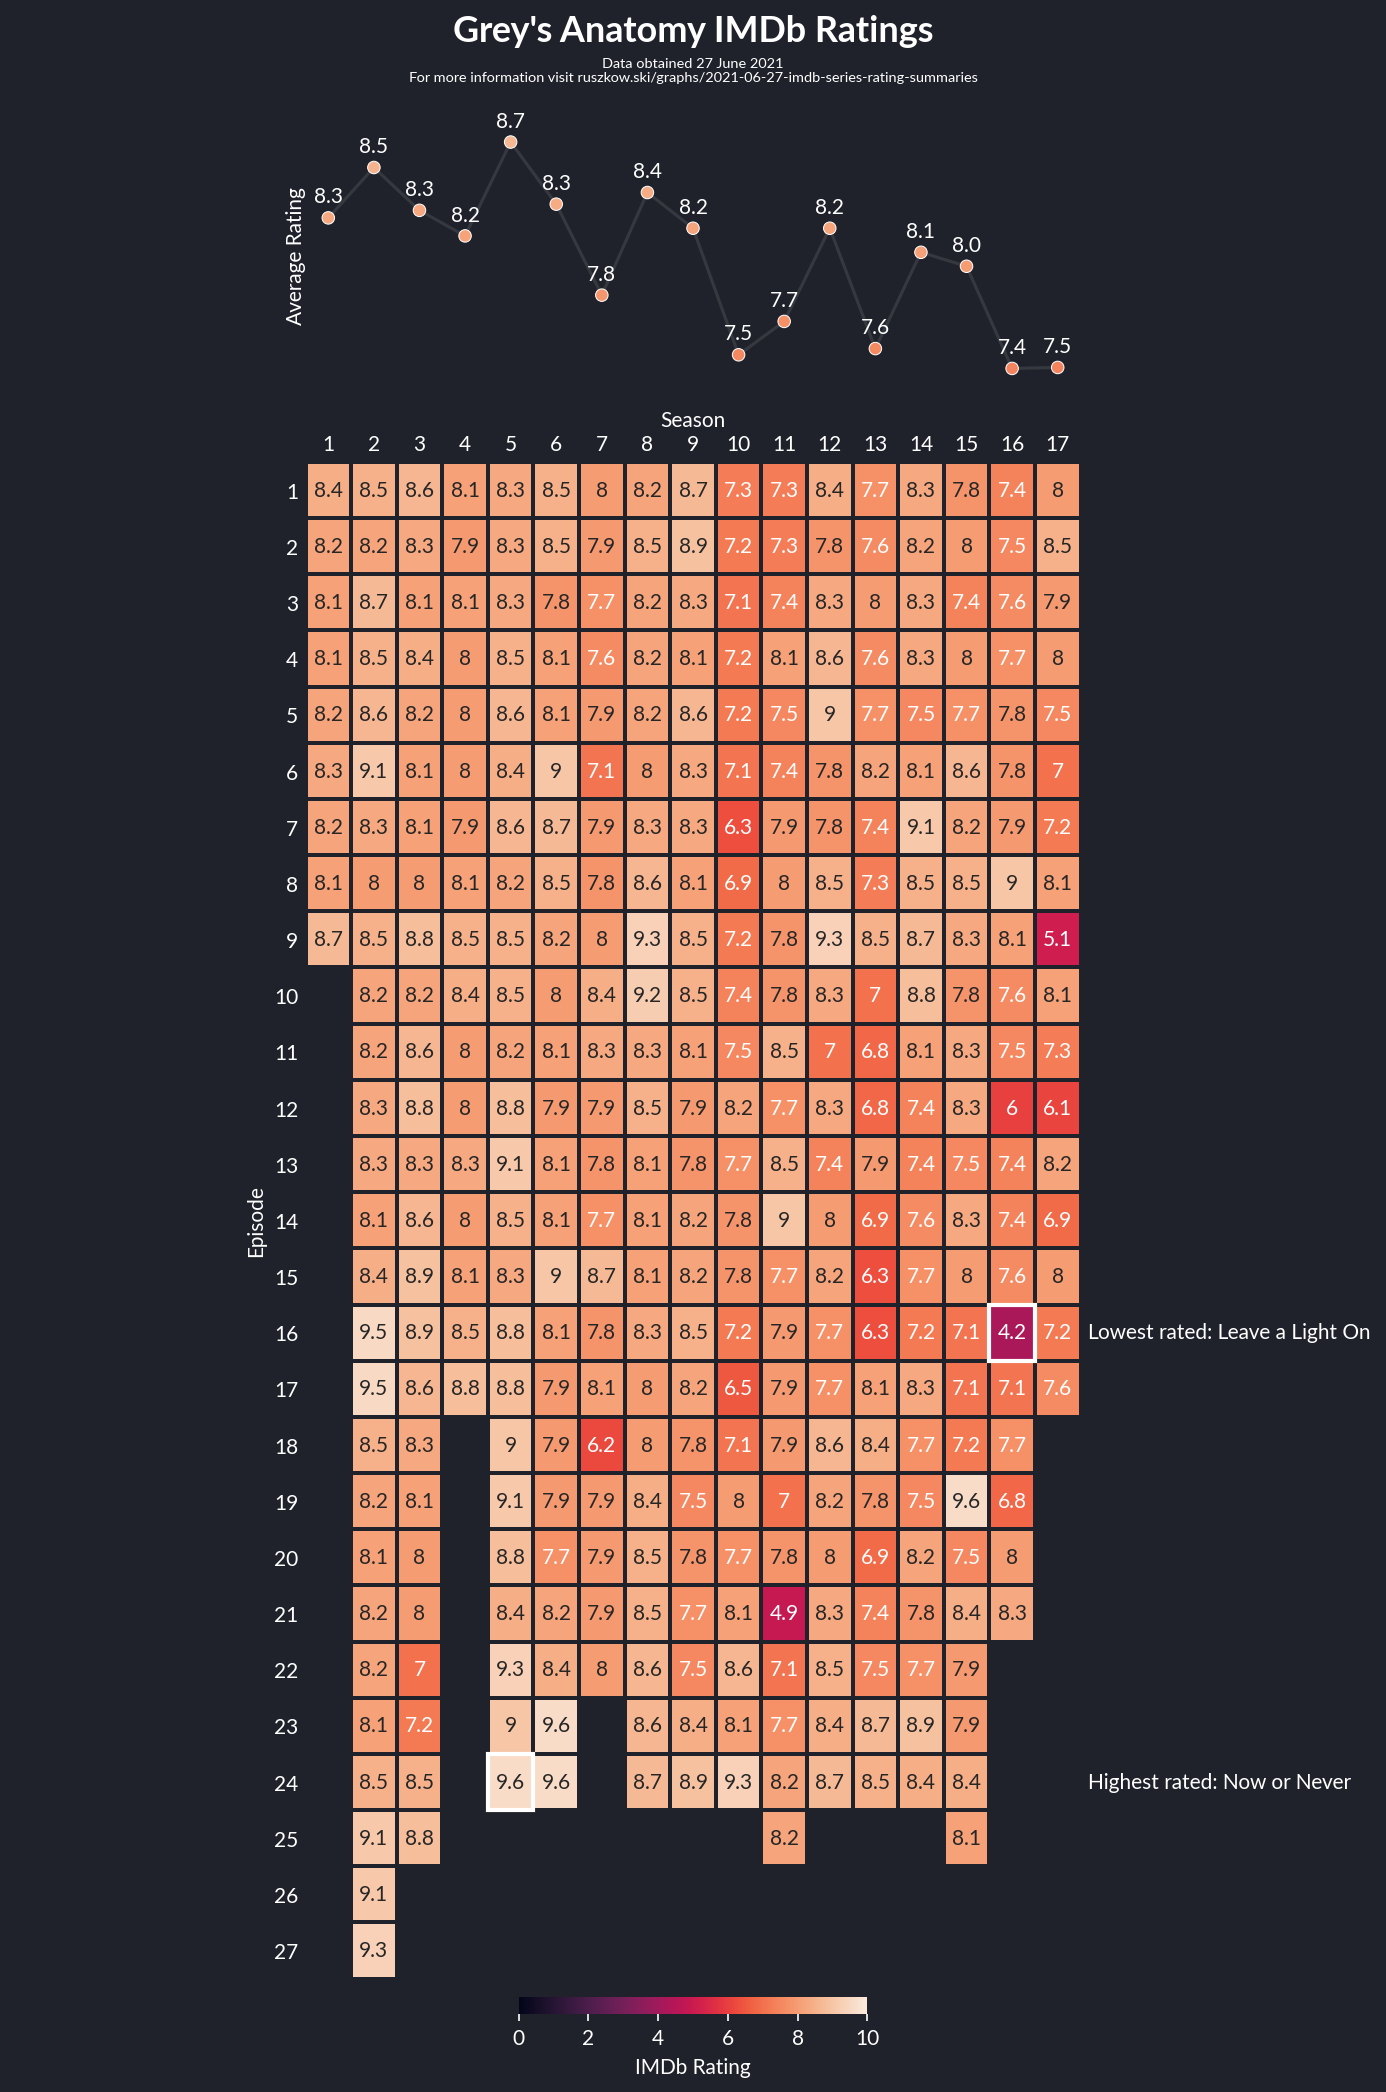 Grey's Anatomy IMDb Ratings
Data obtained 27 June 2021
For more information visit ruszkow.ski/graphs/2021-06-27-imdb-series-rating-summaries
Average Rating
8.3 8.5 8.3 8.2 8.7 8.3 7.8 8.4 8.2 7.5 7.7 8.2 7.6 8.1 8.0 7.4 7.5
Season
1 2 3 4 5 6 7 8 9 10 11 12 13 14 15 16 17
Episode
1 8.4 8.5 8.6 8.1 8.3 8.5 8 8.2 8.7 7.3 7.3 8.4 7.7 8.3 7.8 7.4 8
2 8.2 8.2 8.3 7.9 8.3 8.5 7.9 8.5 8.9 7.2 7.3 7.8 7.6 8.2 8 7.5 8.5
3 8.1 8.7 8.1 8.1 8.3 7.8 7.7 8.2 8.3 7.1 7.4 8.3 8 8.3 7.4 7.6 7.9
4 8.1 8.5 8.4 8 8.5 8.1 7.6 8.2 8.1 7.2 8.1 8.6 7.6 8.3 8 7.7 8
5 8.2 8.6 8.2 8 8.6 8.1 7.9 8.2 8.6 7.2 7.5 9 7.7 7.5 7.7 7.8 7.5
6 8.3 9.1 8.1 8 8.4 9 7.1 8 8.3 7.1 7.4 7.8 8.2 8.1 8.6 7.8 7
7 8.2 8.3 8.1 7.9 8.6 8.7 7.9 8.3 8.3 6.3 7.9 7.8 7.4 9.1 8.2 7.9 7.2
8 8.1 8 8 8.1 8.2 8.5 7.8 8.6 8.1 6.9 8 8.5 7.3 8.5 8.5 9 8.1
9 8.7 8.5 8.8 8.5 8.5 8.2 8 9.3 8.5 7.2 7.8 9.3 8.5 8.7 8.3 8.1 5.1
10 8.2 8.2 8.4 8.5 8 8.4 9.2 8.5 7.4 7.8 8.3 7 8.8 7.8 7.6 8.1
11 8.2 8.6 8 8.2 8.1 8.3 8.3 8.1 7.5 8.5 7 6.8 8.1 8.3 7.5 7.3
12 8.3 8.8 8 8.8 7.9 7.9 8.5 7.9 8.2 7.7 8.3 6.8 7.4 8.3 6 6.1
13 8.3 8.3 8.3 9.1 8.1 7.8 8.1 7.8 7.7 8.5 7.4 7.9 7.4 7.5 7.4 8.2
14 8.1 8.6 8 8.5 8.1 7.7 8.1 8.2 7.8 9 8 6.9 7.6 8.3 7.4 6.9
15 8.4 8.9 8.1 8.3 9 8.7 8.1 8.2 7.8 7.7 8.2 6.3 7.7 8 7.6 8
16 9.5 8.9 8.5 8.8 8.1 7.8 8.3 8.5 7.2 7.9 7.7 6.3 7.2 7.1 4.2 7.2 Lowest rated: Leave a Light On
17 9.5 8.6 8.8 8.8 7.9 8.1 8 8.2 6.5 7.9 7.7 8.1 8.3 7.1 7.1 7.6
18 8.5 8.3 9 7.9 6.2 8 7.8 7.1 7.9 8.6 8.4 7.7 7.2 7.7
19 8.2 8.1 9.1 7.9 7.9 8.4 7.5 8 7 8.2 7.8 7.5 9.6 6.8
20 8.1 8 8.8 7.7 7.9 8.5 7.8 7.7 7.8 8 6.9 8.2 7.5 8
21 8.2 8 8.4 8.2 7.9 8.5 7.7 8.1 4.9 8.3 7.4 7.8 8.4 8.3
22 8.2 7 9.3 8.4 8 8.6 7.5 8.6 7.1 8.5 7.5 7.7 7.9
23 8.1 7.2 9 9.6 8.6 8.4 8.1 7.7 8.4 8.7 8.9 7.9
24 8.5 8.5 9.6 9.6 8.7 8.9 9.3 8.2 8.7 8.5 8.4 8.4 Highest rated: Now or Never
25 9.1 8.8 8.2 8.1
26 9.1
27 9.3
0 2 4 6 8 10
IMDb Rating